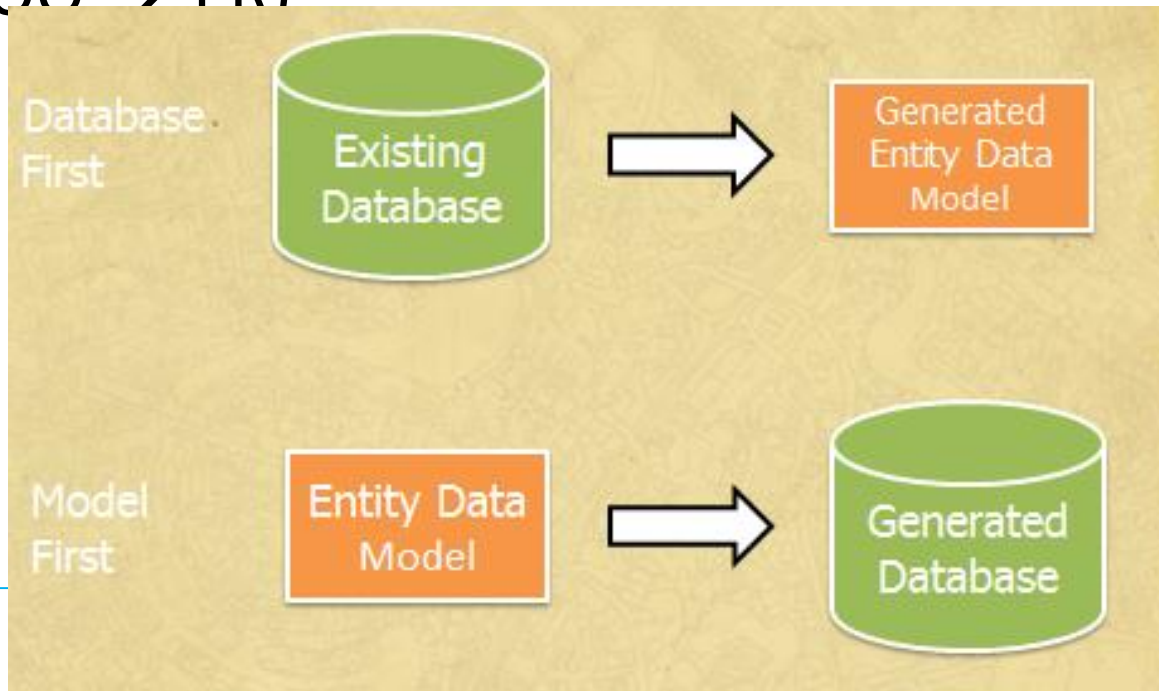 Database
First
Existing
Database
Generated
Entity Data
Model
Model
First
Entity Data
Model
Generated
Database